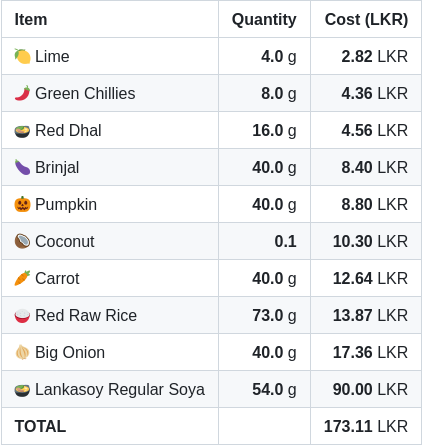 Item Quantity Cost (LKR)
Lime 4.0 g 2.82 LKR
Green Chillies 8.0 g 4.36 LKR
Red Dhal 16.0 g 4.56 LKR
Brinjal 40.0 g 8.40 LKR
Pumpkin 40.0 g 8.80 LKR
Coconut 0.1 10.30 LKR
Carrot 40.0 g 12.64 LKR
Red Raw Rice 73.0 g 13.87 LKR
Big Onion 40.0 g 17.36 LKR
Lankasoy Regular Soya 54.0 g 90.00 LKR
TOTAL 173.11 LKR